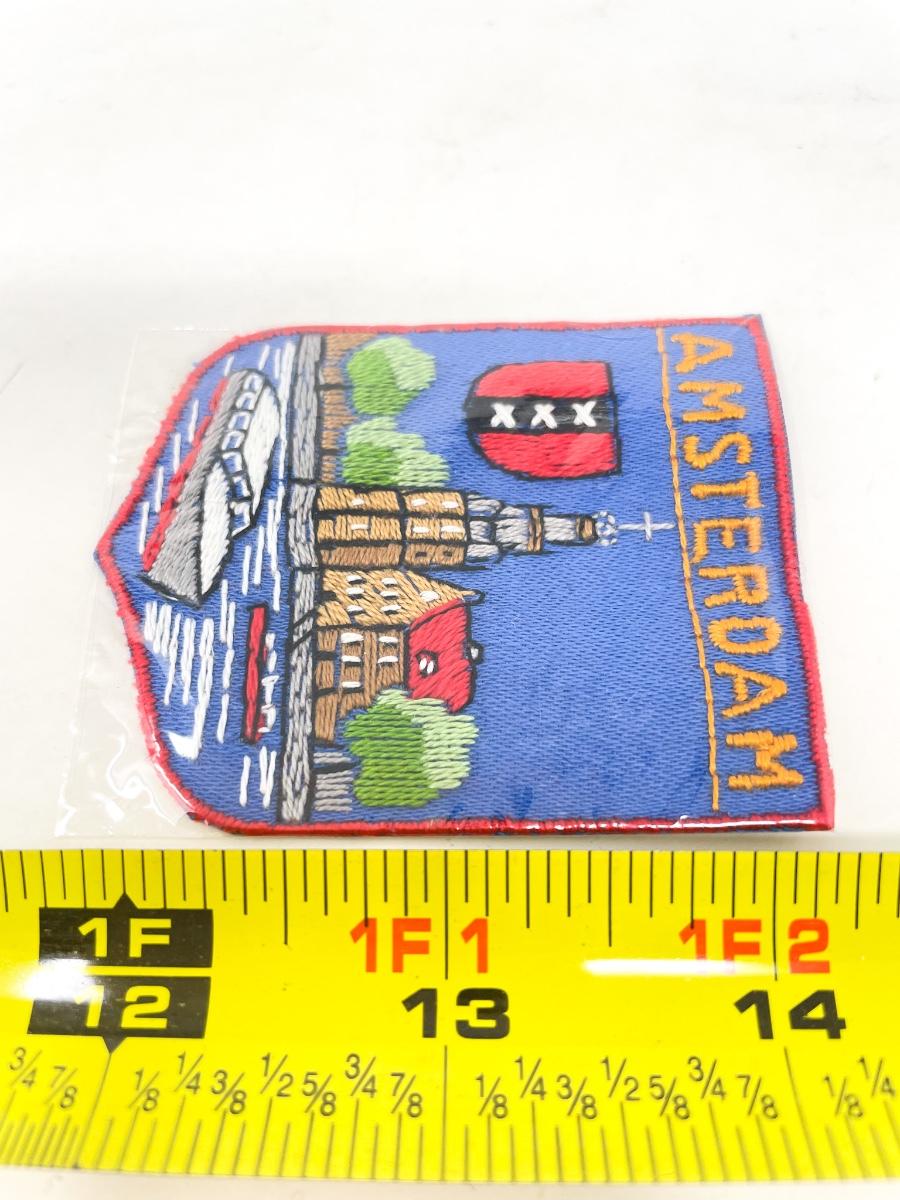 AMSTERDAM
XXX
1F 1F1 1F2
12 13 14
3/4 7/8 1/8 1/4 3/8 1/2 5/8 3/4 7/8 1/8 1/4 3/8 1/2 5/8 3/4 7/8 1/8 1/4